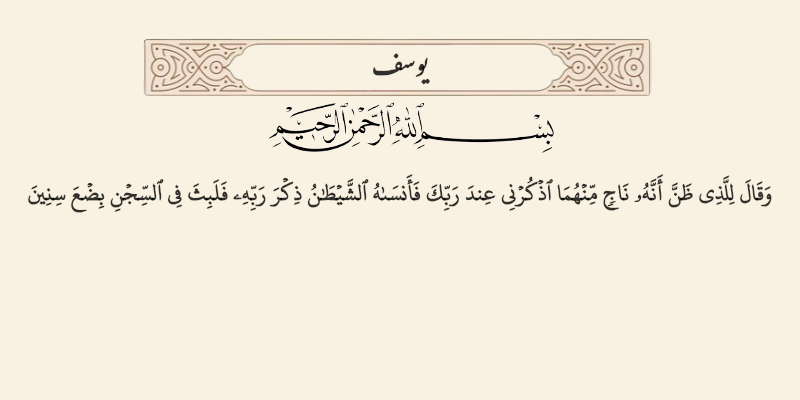 يوسف
بِسْمِ ٱللَّهِ ٱلرَّحْمَٰنِ ٱلرَّحِيمِ
وَقَالَ لِلَّذِى ظَنَّ أَنَّهُۥ نَاجٍۢ مِّنْهُمَا ٱذْكُرْنِى عِندَ رَبِّكَ فَأَنسَىٰهُ ٱلشَّيْطَٰنُ ذِكْرَ رَبِّهِۦ فَلَبِثَ فِى ٱلسِّجْنِ بِضْعَ سِنِينَ